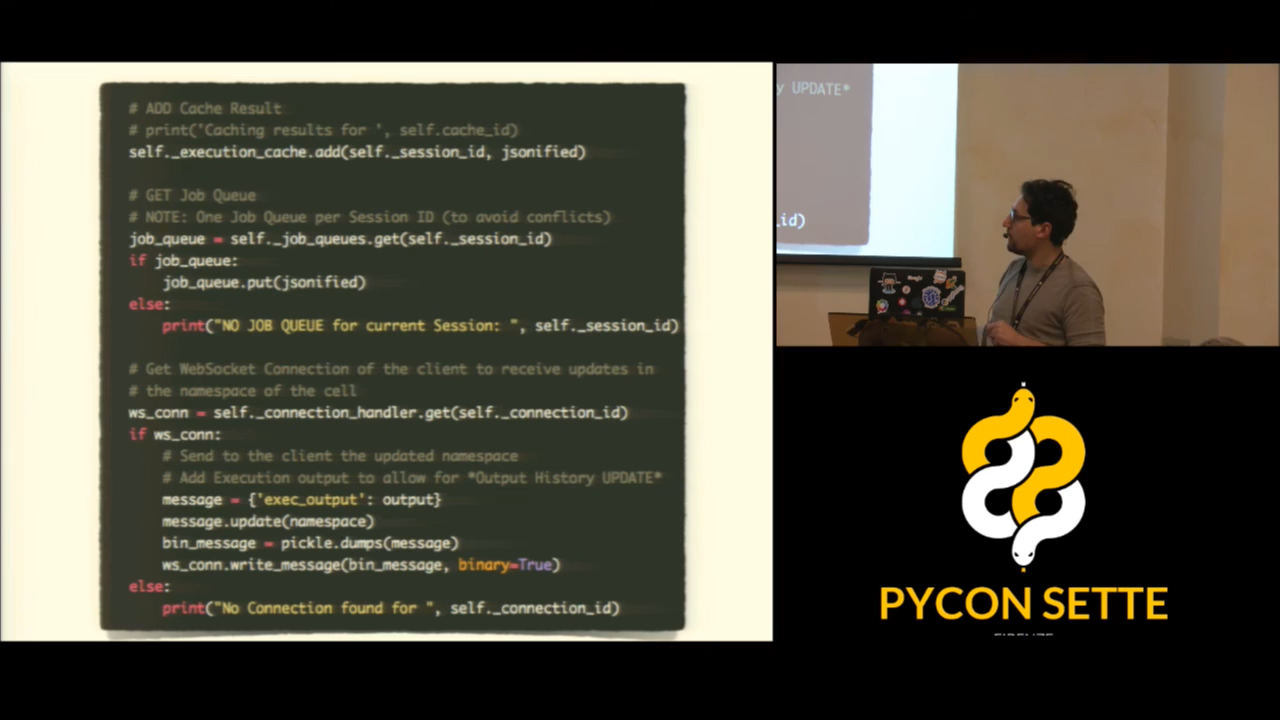 # ADD Cache Result
# print('Caching results for ', self.cache_id)
self._execution_cache.add(self._session_id, jsonified)
# GET Job Queue
# NOTE: One Job Queue per Session ID (to avoid conflicts)
job_queue = self._job_queues.get(self._session_id)
if job_queue:
job_queue.put(jsonified)
else:
print("NO JOB QUEUE for current Session: ", self._session_id)
# Get WebSocket Connection of the client to receive updates in
# the namespace of the cell
ws_conn = self._connection_handler.get(self._connection_id)
if ws_conn:
# Send to the client the updated namespace
# Add Execution output to allow for *Output History UPDATE*
message = {'exec_output': output}
message.update(namespace)
bin_message = pickle.dumps(message)
ws_conn.write_message(bin_message, binary=True)
else:
print("No Connection found for ", self._connection_id)
y UPDATE*
_id)
PYCON SETTE